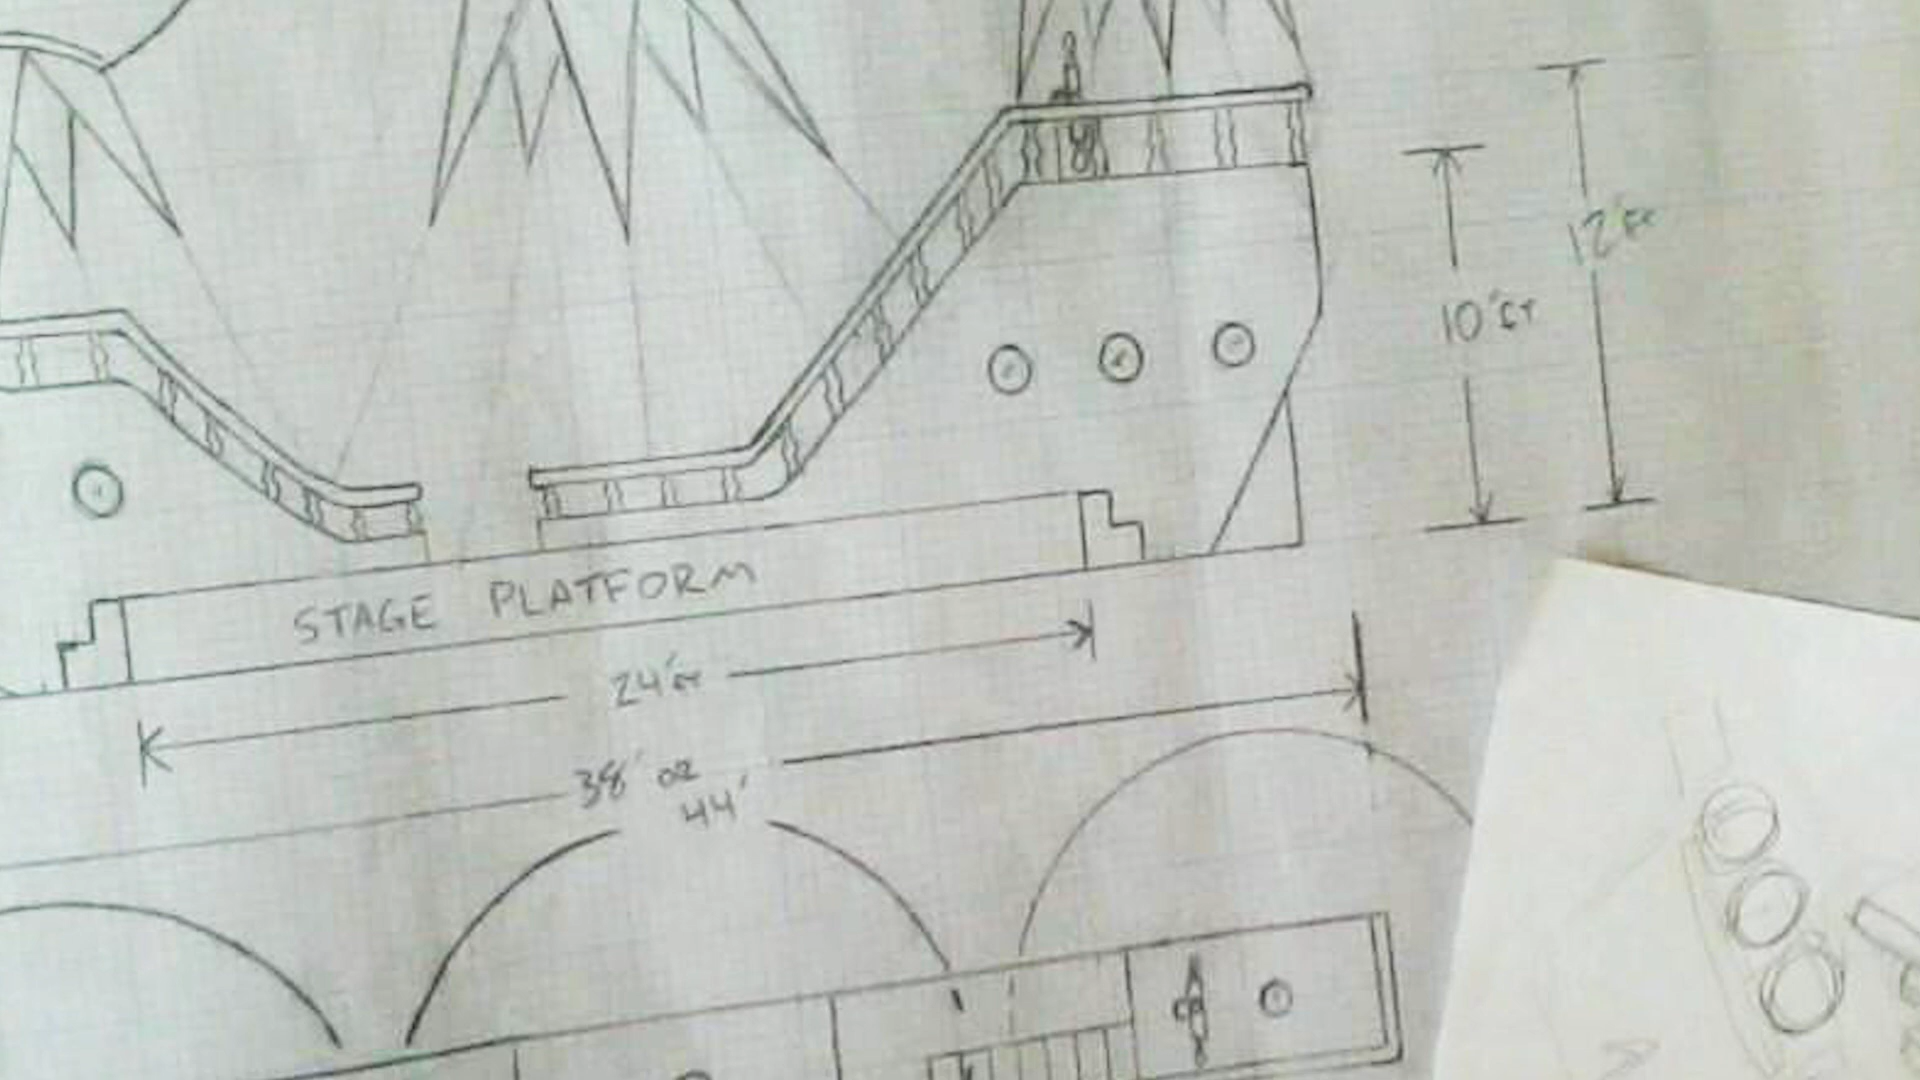 12 FT
10' FT
STAGE PLATFORM
24' FT
38' OR
44'